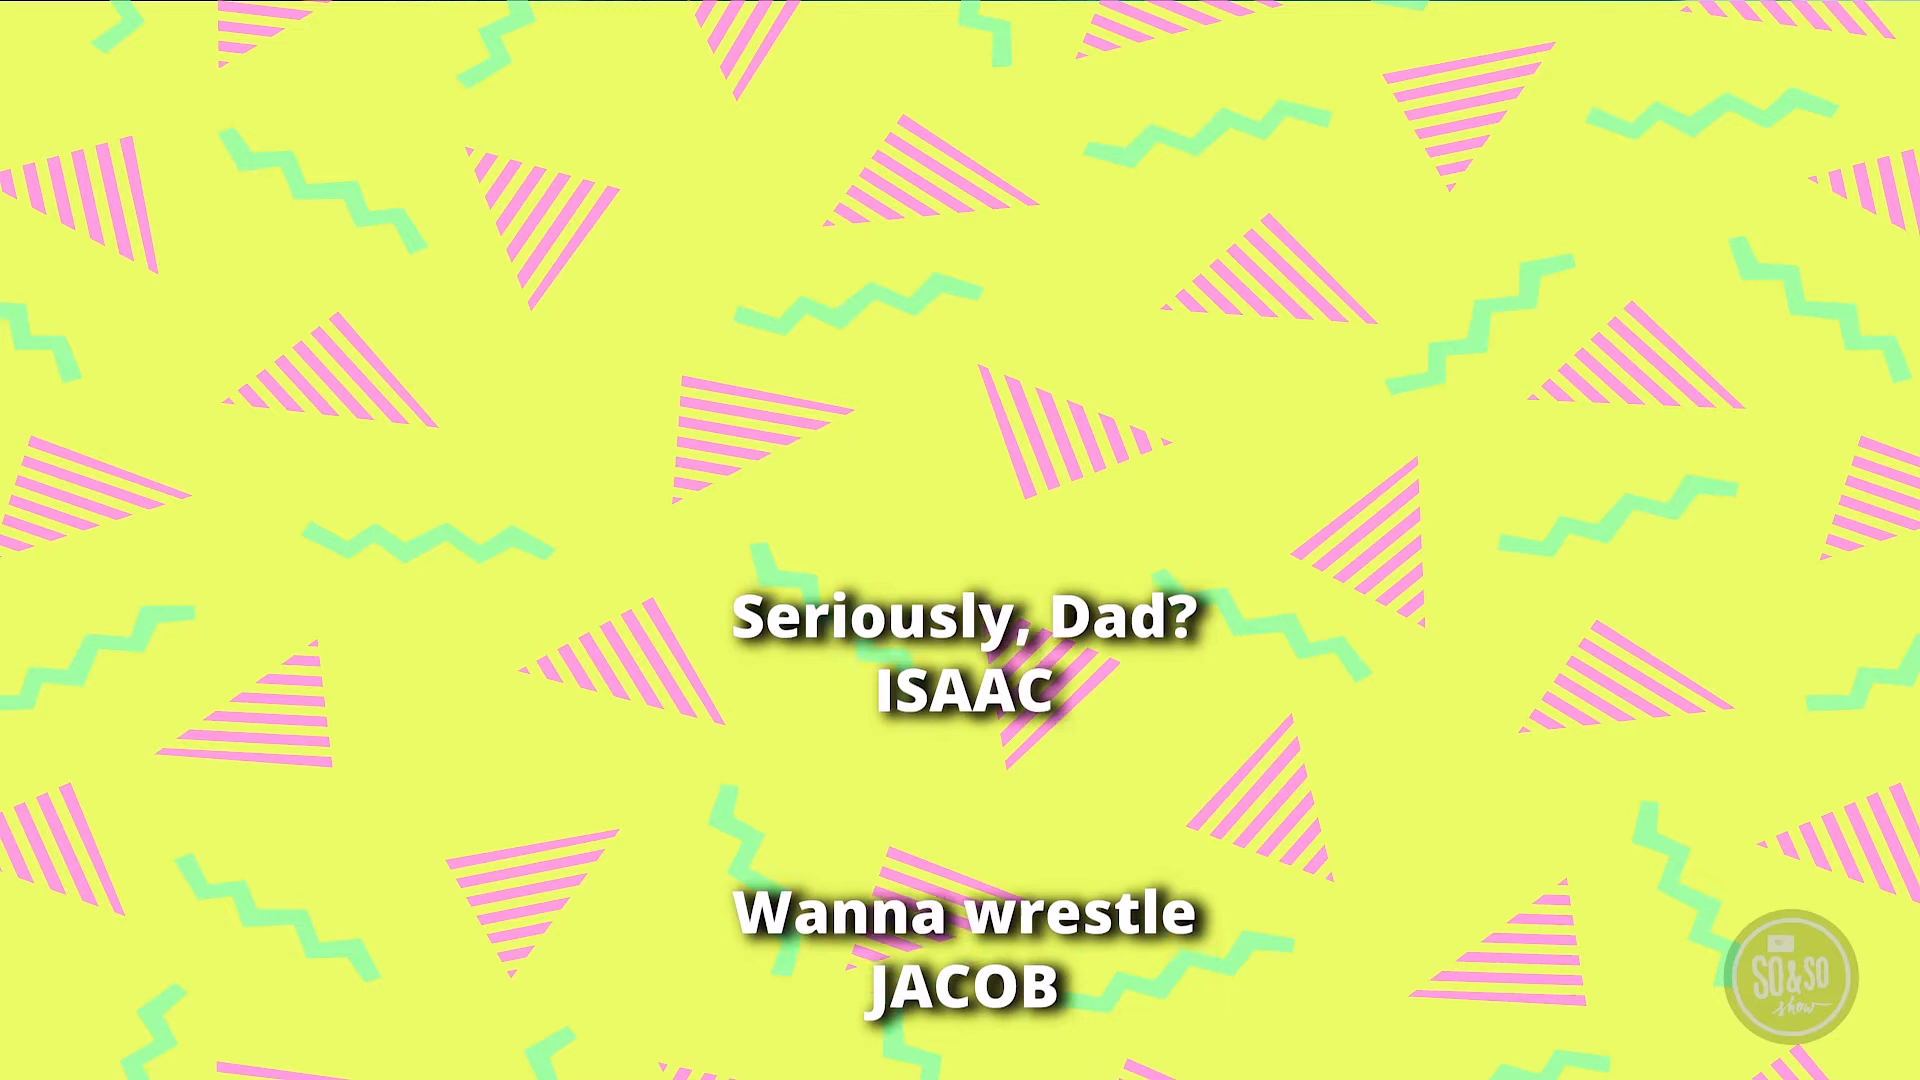 Seriously, Dad?
ISAAC
Wanna wrestle
JACOB
SO & SO
show